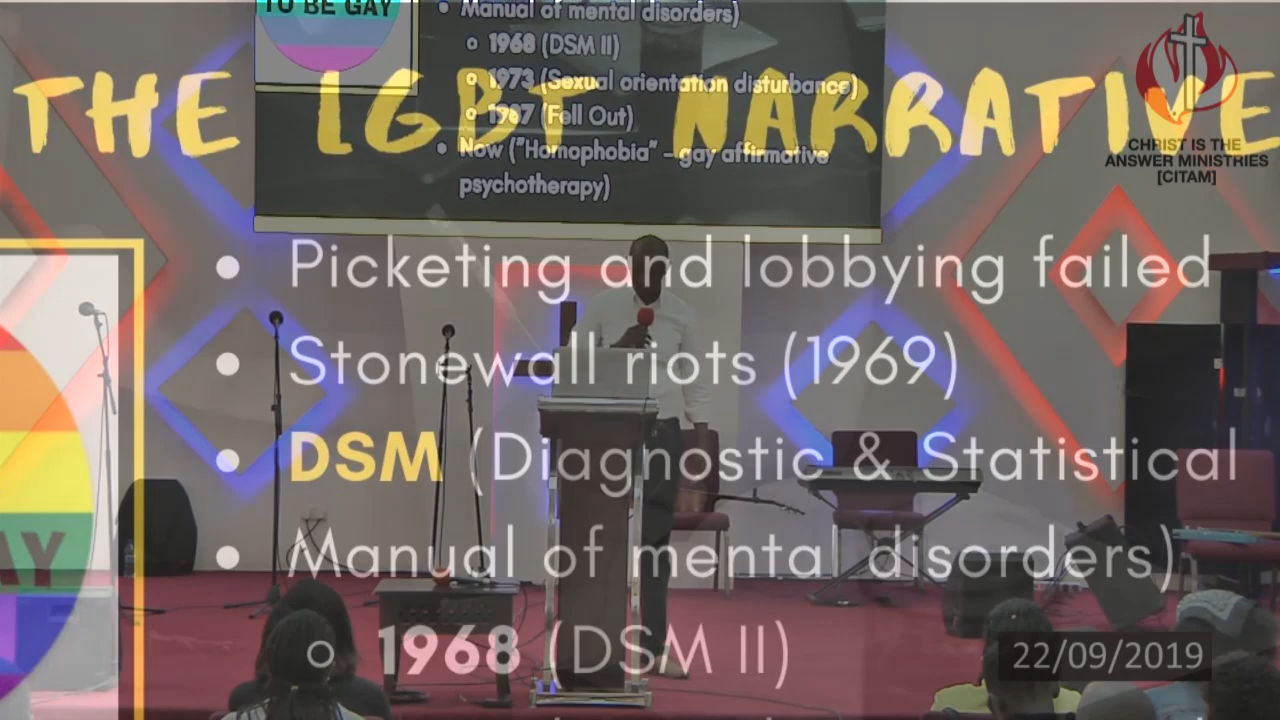 TO BE GAY
• Manual of mental disorders)
o 1968 (DSM II)
o 1973 (Sexual orientation disturbance)
o 1987 (Fell Out)
• Now ("Homophobia" – gay affirmative
psychotherapy)
THE LGBT NARRATIVE
CHRIST IS THE
ANSWER MINISTRIES
[CITAM]
• Picketing and lobbying failed
• Stonewall riots (1969)
• DSM (Diagnostic & Statistical
• Manual of mental disorders)
o 1968 (DSM II)
AY
22/09/2019